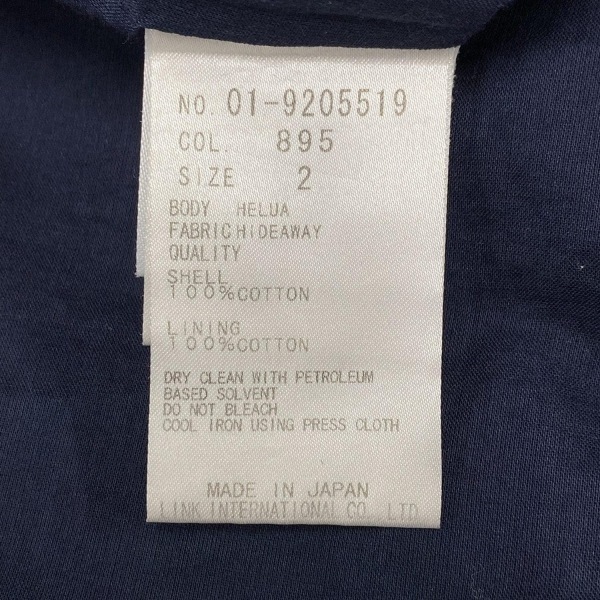 NO. 01-9205519
COL. 895
SIZE 2
BODY HELUA
FABRIC HIDEAWAY
QUALITY
SHELL
100%COTTON
LINING
100%COTTON
DRY CLEAN WITH PETROLEUM
BASED SOLVENT
DO NOT BLEACH
COOL IRON USING PRESS CLOTH
MADE IN JAPAN
LINK INTERNATIONAL CO., LTD.